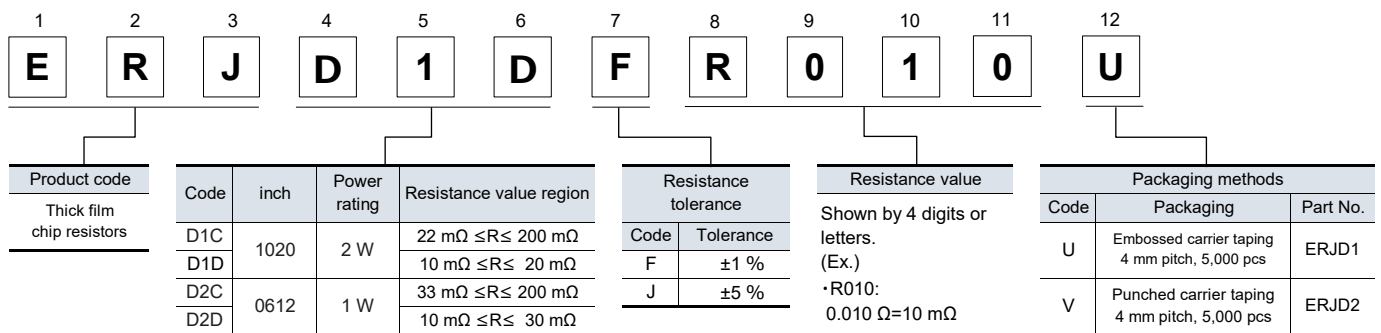 1 2 3 4 5 6 7 8 9 10 11 12
E R J D 1 D F R 0 1 0 U
Product code
Thick film
chip resistors
Code inch Power rating Resistance value region
D1C 1020 2 W 22 mΩ ≤R≤ 200 mΩ
D1D 10 mΩ ≤R≤ 20 mΩ
D2C 0612 1 W 33 mΩ ≤R≤ 200 mΩ
D2D 10 mΩ ≤R≤ 30 mΩ
Resistance
tolerance
Code Tolerance
F ±1 %
J ±5 %
Resistance value
Shown by 4 digits or
letters.
(Ex.)
・R010:
0.010 Ω=10 mΩ
Packaging methods
Code Packaging Part No.
U Embossed carrier taping 4 mm pitch, 5,000 pcs ERJD1
V Punched carrier taping 4 mm pitch, 5,000 pcs ERJD2